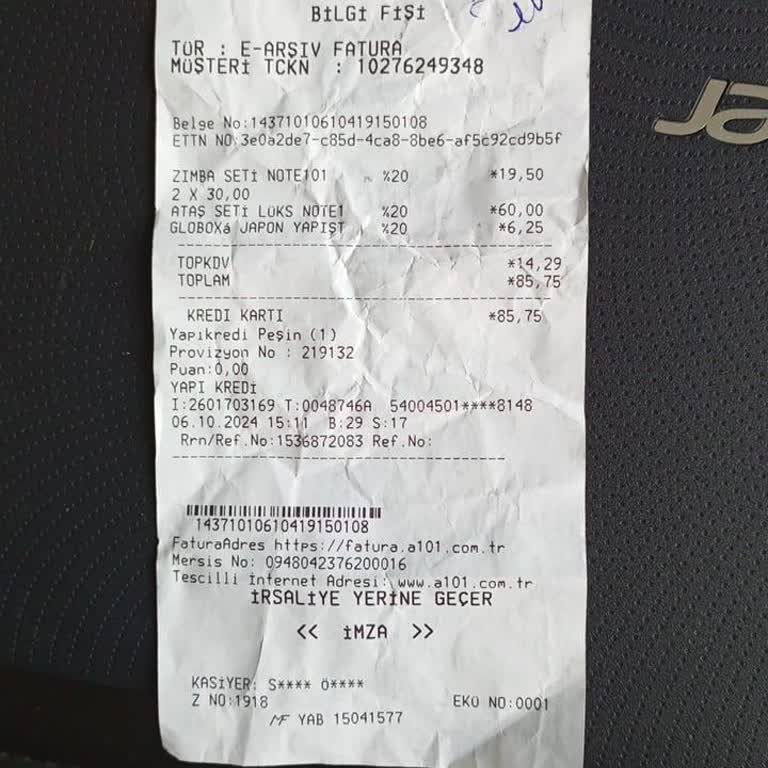 BİLGİ FİŞİ
TÜR : E-ARŞİV FATURA
MÜŞTERİ TCKN : 10276249348
Belge No:14371010610419150108
ETTN NO:3e0a2de7-c85d-4ca8-8be6-af5c92cd9b5f
ZIMBA SETİ NOTE101 %20 *19,50
2 X 30,00
ATAŞ SETİ LÜKS NOTE1 %20 *60,00
GLOBOX4 JAPON YAPIŞT %20 *6,25
TOPKDV *14,29
TOPLAM *85,75
KREDİ KARTI *85,75
Yapıkredi Peşin (1)
Provizyon No : 219132
Puan:0,00
YAPI KREDİ
I:2601703169 T:0048746A 54004501****8148
06.10.2024 15:11 B:29 S:17
Rrn/Ref.No:1536872083 Ref.No:
14371010610419150108
FaturaAdres https://fatura.a101.com.tr
Mersis No: 0948042376200016
Tescilli İnternet Adresi: www.a101.com.tr
İRSALİYE YERİNE GEÇER
<< İMZA >>
KASİYER: S**** Ö****
Z NO:1918 EKÜ NO:0001
MF YAB 15041577